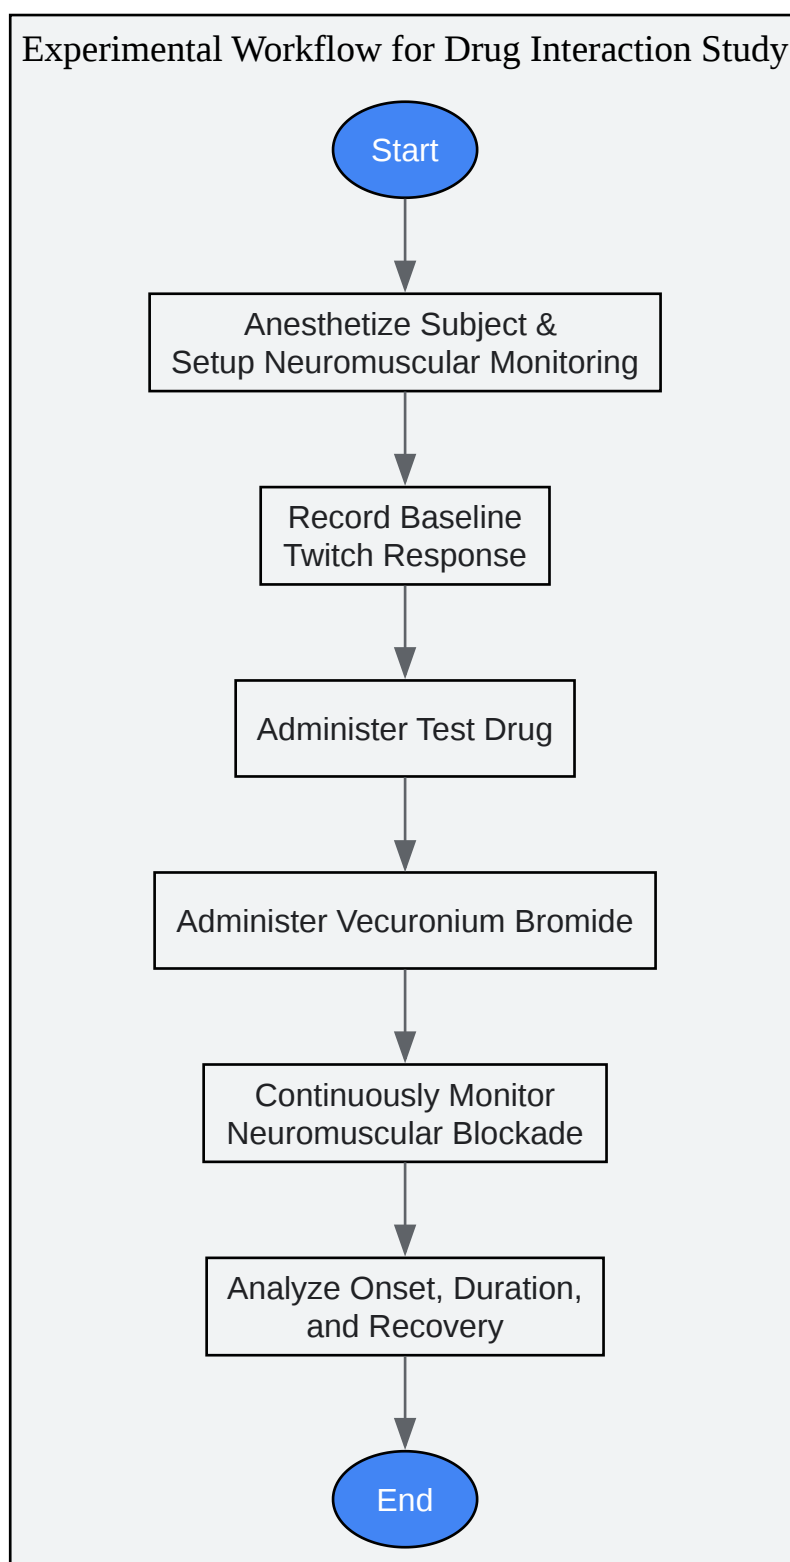 Experimental Workflow for Drug Interaction Study
Start
Anesthetize Subject &
Setup Neuromuscular Monitoring
Record Baseline
Twitch Response
Administer Test Drug
Administer Vecuronium Bromide
Continuously Monitor
Neuromuscular Blockade
Analyze Onset, Duration,
and Recovery
End